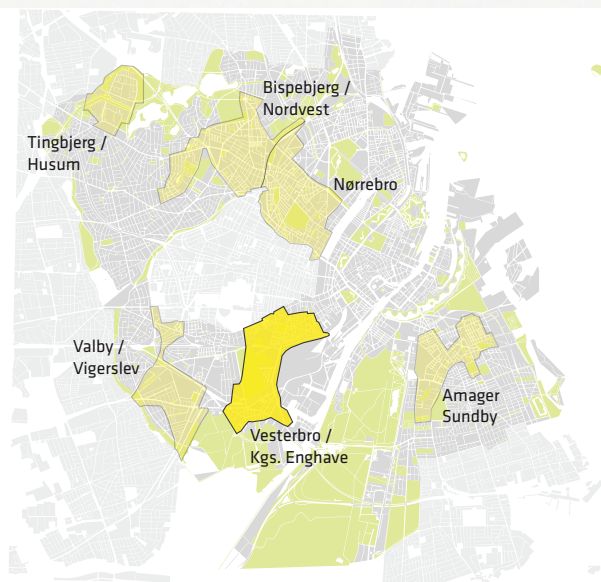 Bispebjerg /
Nordvest
Tingbjerg /
Husum
Nørrebro
Valby /
Vigerslev
Amager
Sundby
Vesterbro /
Kgs. Enghave